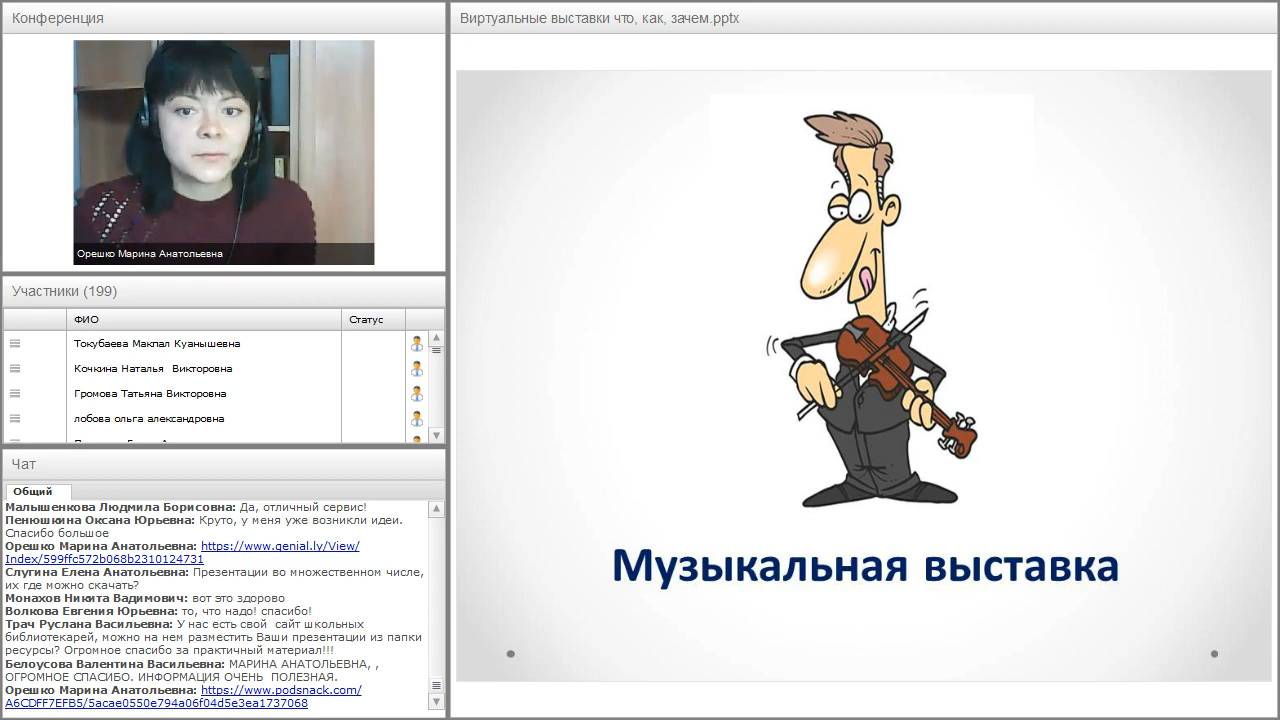 Конференция
Орешко Марина Анатольевна
Участники (199)
ФИО
Статус
Токубаева Макпал Куанышевна
Кочкина Наталья Викторовна
Громова Татьяна Викторовна
лобова ольга александровна
Чат
Общий
Малышенкова Людмила Борисовна: Да, отличный сервис!
Пенюшкина Оксана Юрьевна: Круто, у меня уже возникли идеи.
Спасибо большое
Орешко Марина Анатольевна: https://www.genial.ly/View/
Index/599ffc572b068b2310124731
Слугина Елена Анатольевна: Презентации во множественном числе,
их где можно скачать?
Монахов Никита Вадимович: вот это здорово
Волкова Евгения Юрьевна: то, что надо! спасибо!
Трач Руслана Васильевна: У нас есть свой сайт школьных
библиотекарей, можно на нем разместить Ваши презентации из папки
ресурсы? Огромное спасибо за практичный материал!!!
Белоусова Валентина Васильевна: МАРИНА АНАТОЛЬЕВНА, ,
ОГРОМНОЕ СПАСИБО. ИНФОРМАЦИЯ ОЧЕНЬ ПОЛЕЗНАЯ.
Орешко Марина Анатольевна: https://www.podsnack.com/
A6CDFF7EFB5/5acae0550e794a06f04d5e3ea1737068
Виртуальные выставки что, как, зачем.pptx
Музыкальная выставка